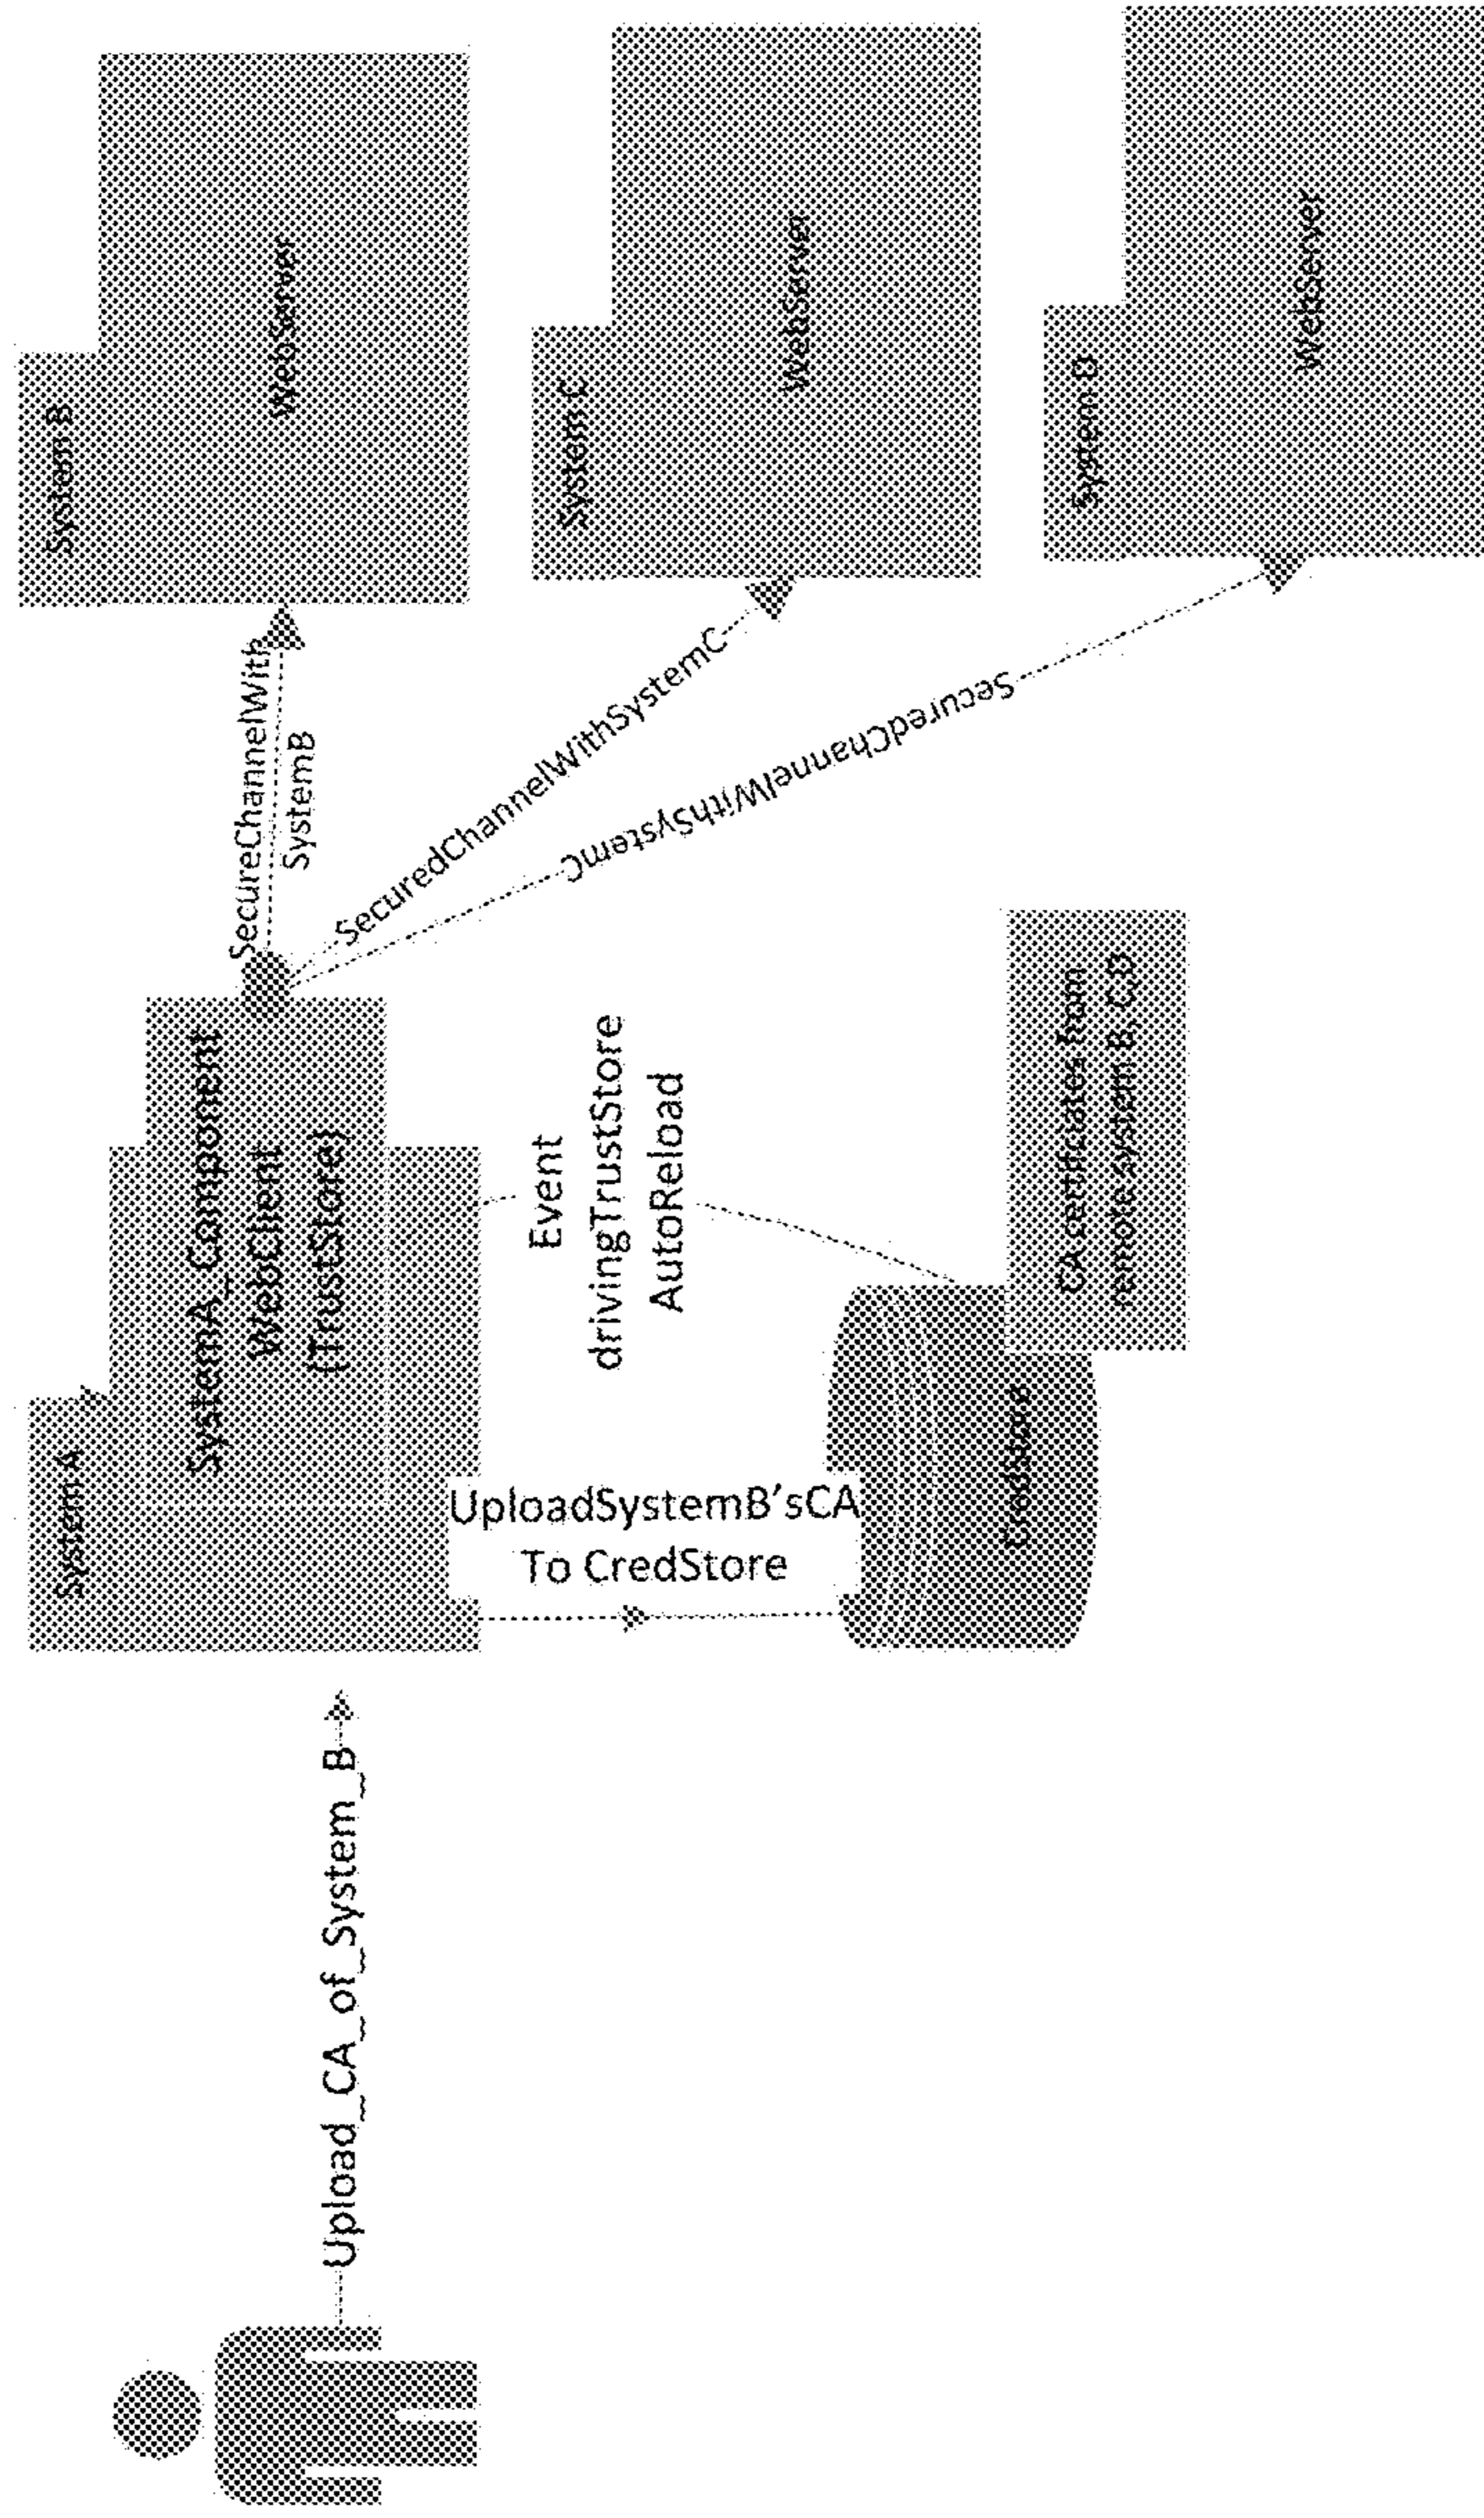 System A
SystemA_Component
WebClient
(TrustStore)
Upload_CA_of_System_B
UploadSystemB'sCA
To CredStore
Event
drivingTrustStore
AutoReload
CredStore
CA certificates from
remote system B, C,D
SecureChannelWith
SystemB
SecuredChannelWithSystemC
SecuredChannelWithSystemC
System B
WebServer
System C
WebServer
System D
WebServer